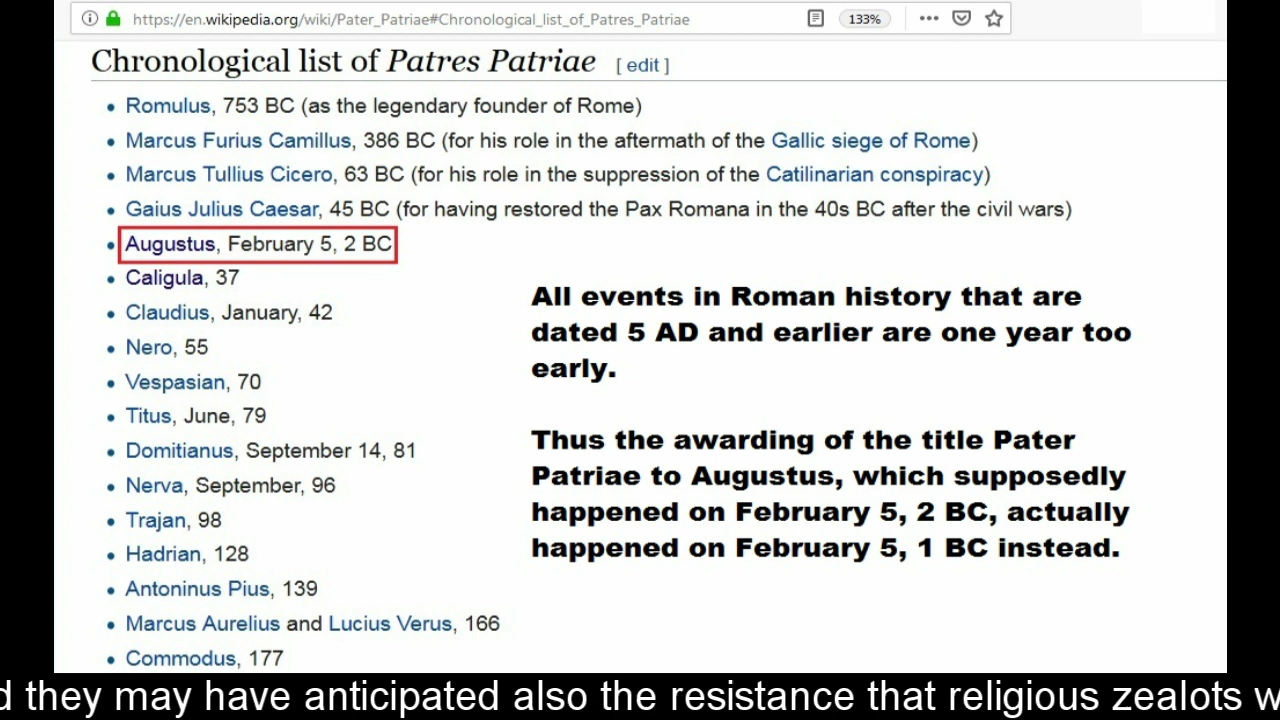 https://en.wikipedia.org/wiki/Pater_Patriae#Chronological_list_of_Patres_Patriae
133%
Chronological list of Patres Patriae [ edit ]
Romulus, 753 BC (as the legendary founder of Rome)
Marcus Furius Camillus, 386 BC (for his role in the aftermath of the Gallic siege of Rome)
Marcus Tullius Cicero, 63 BC (for his role in the suppression of the Catilinarian conspiracy)
Gaius Julius Caesar, 45 BC (for having restored the Pax Romana in the 40s BC after the civil wars)
Augustus, February 5, 2 BC
Caligula, 37
Claudius, January, 42
Nero, 55
Vespasian, 70
Titus, June, 79
Domitianus, September 14, 81
Nerva, September, 96
Trajan, 98
Hadrian, 128
Antoninus Pius, 139
Marcus Aurelius and Lucius Verus, 166
Commodus, 177
All events in Roman history that are
dated 5 AD and earlier are one year too
early.
Thus the awarding of the title Pater
Patriae to Augustus, which supposedly
happened on February 5, 2 BC, actually
happened on February 5, 1 BC instead.
they may have anticipated also the resistance that religious zealots